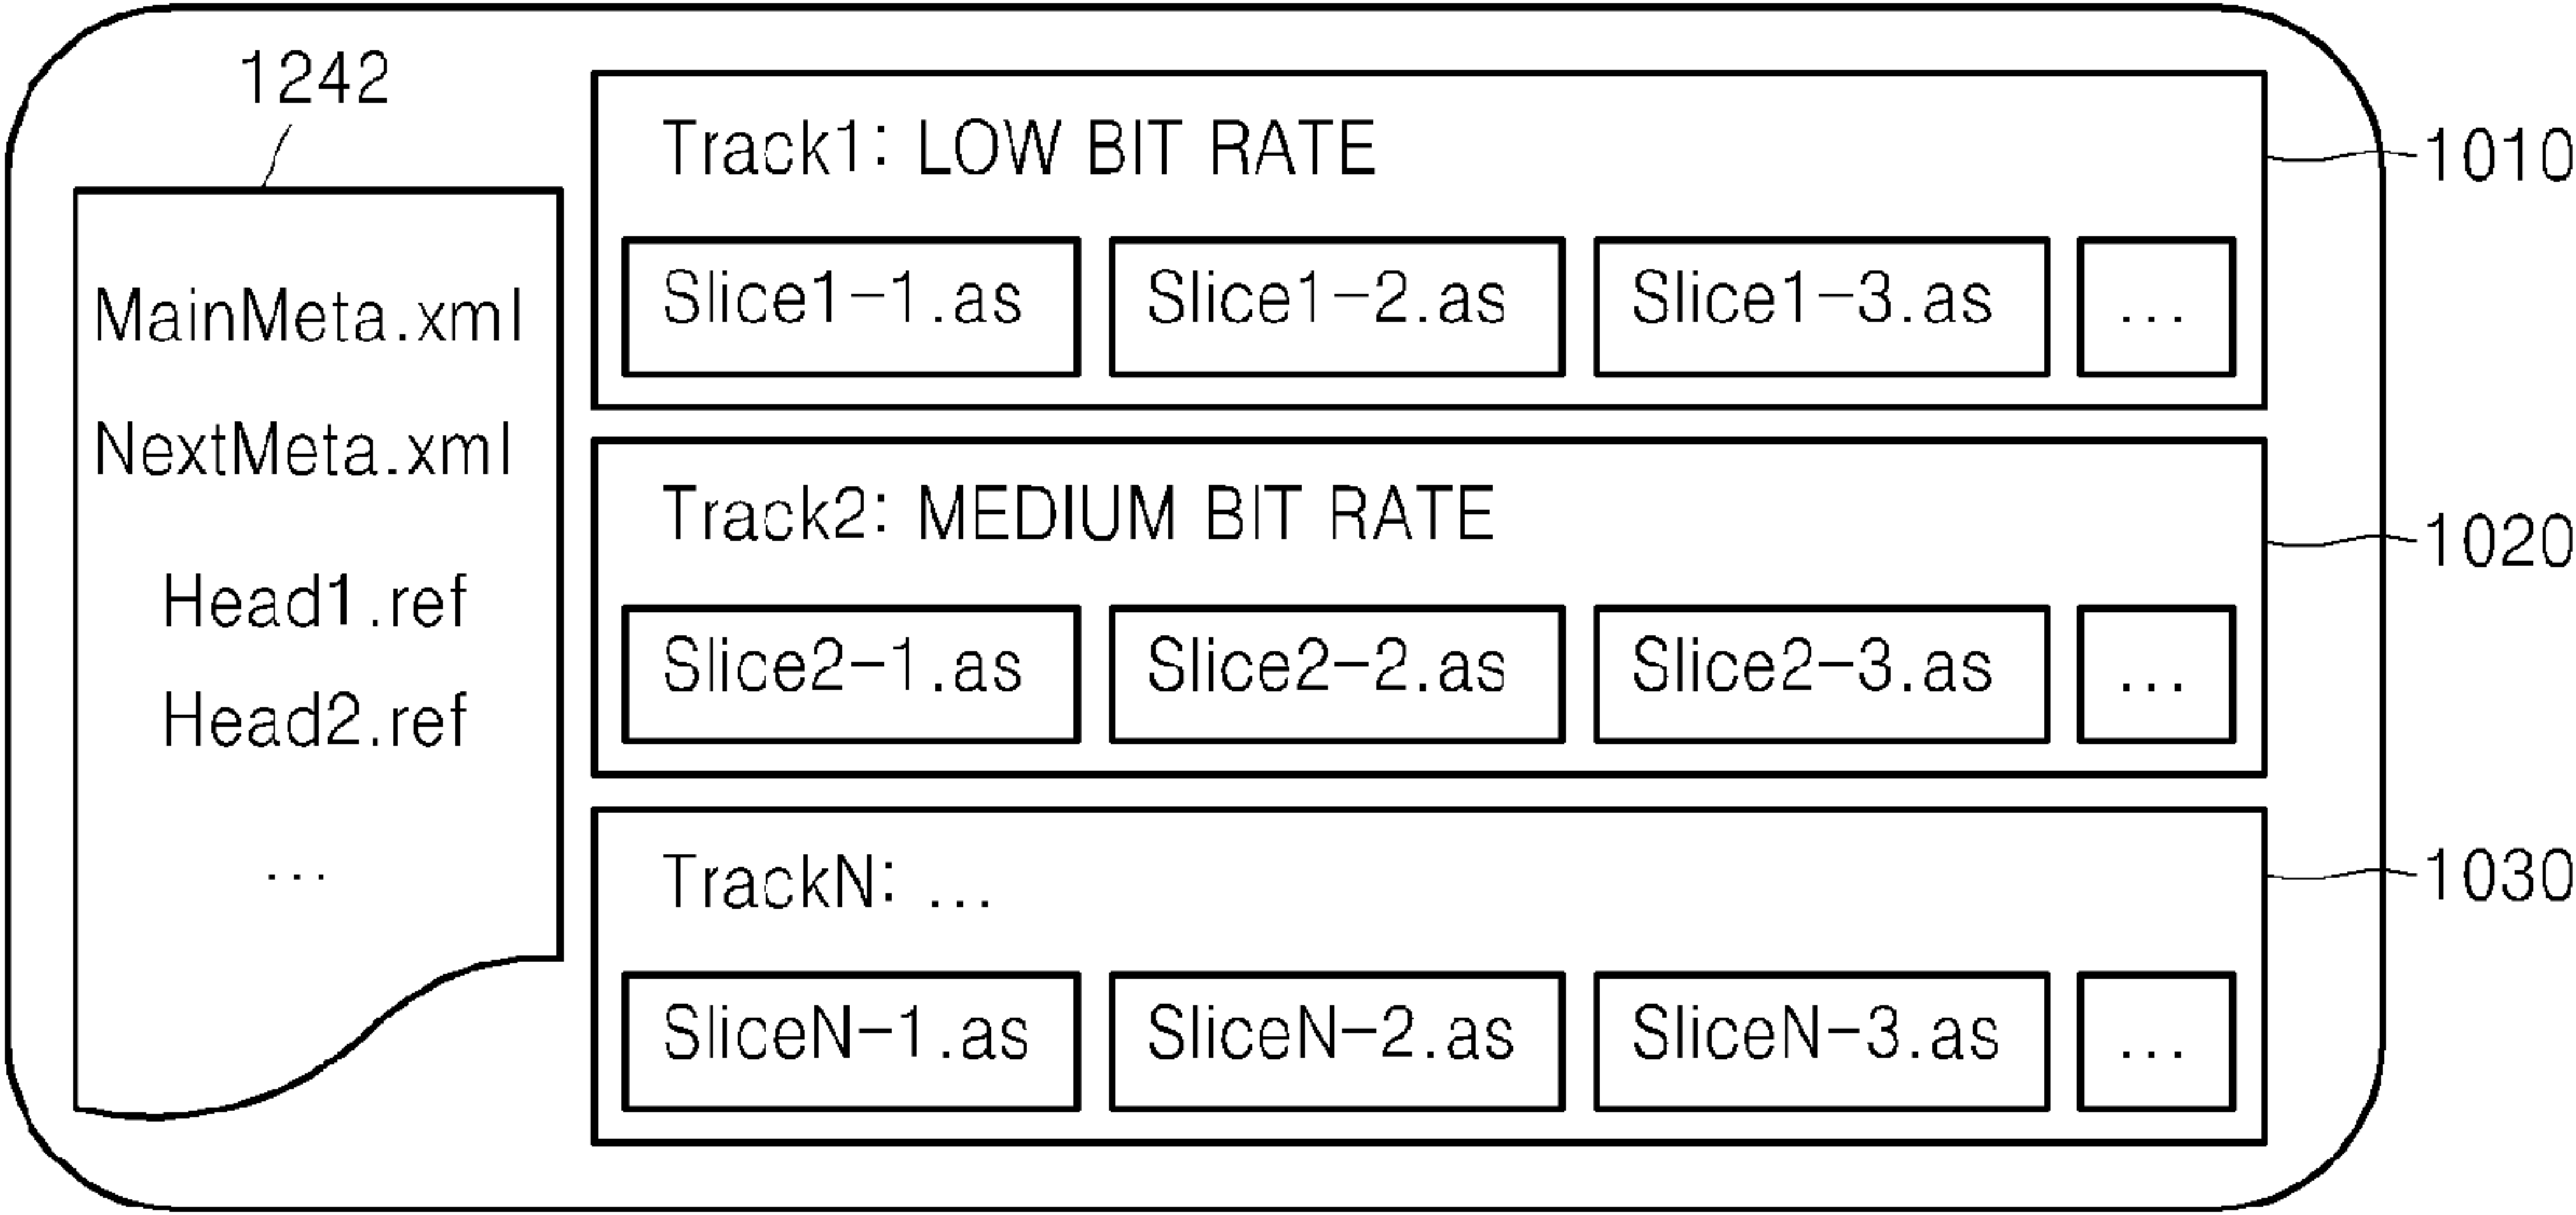 1242
MainMeta.xml
NextMeta.xml
Head1.ref
Head2.ref
...
Track1: LOW BIT RATE
1010
Slice1-1.as
Slice1-2.as
Slice1-3.as
...
Track2: MEDIUM BIT RATE
1020
Slice2-1.as
Slice2-2.as
Slice2-3.as
...
TrackN: ...
1030
SliceN-1.as
SliceN-2.as
SliceN-3.as
...